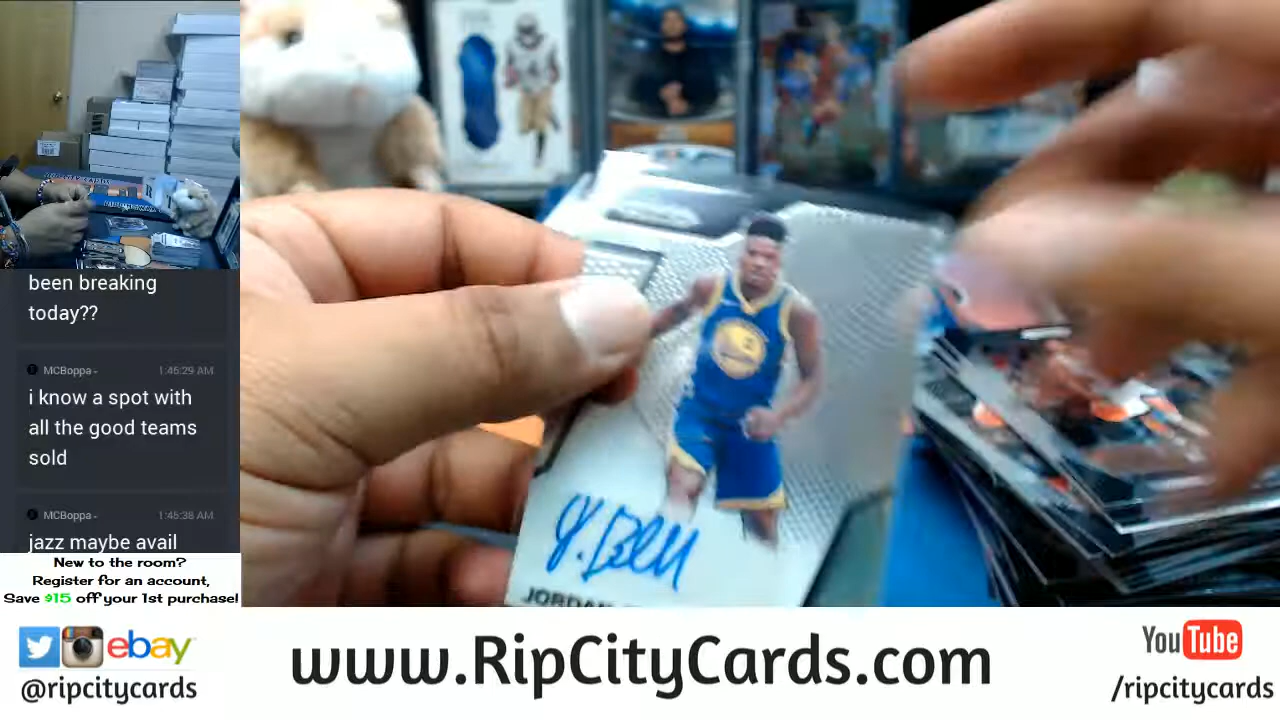 been breaking
today??
MCBoppa-
1:45:29 AM
i know a spot with
all the good teams
sold
MCBoppa-
1:45:38 AM
jazz maybe avail
New to the room?
Register for an account,
Save $15 off your 1st purchase!
J. Bell
JORDAN
ebay
@ripcitycards
www.RipCityCards.com
YouTube
/ripcitycards